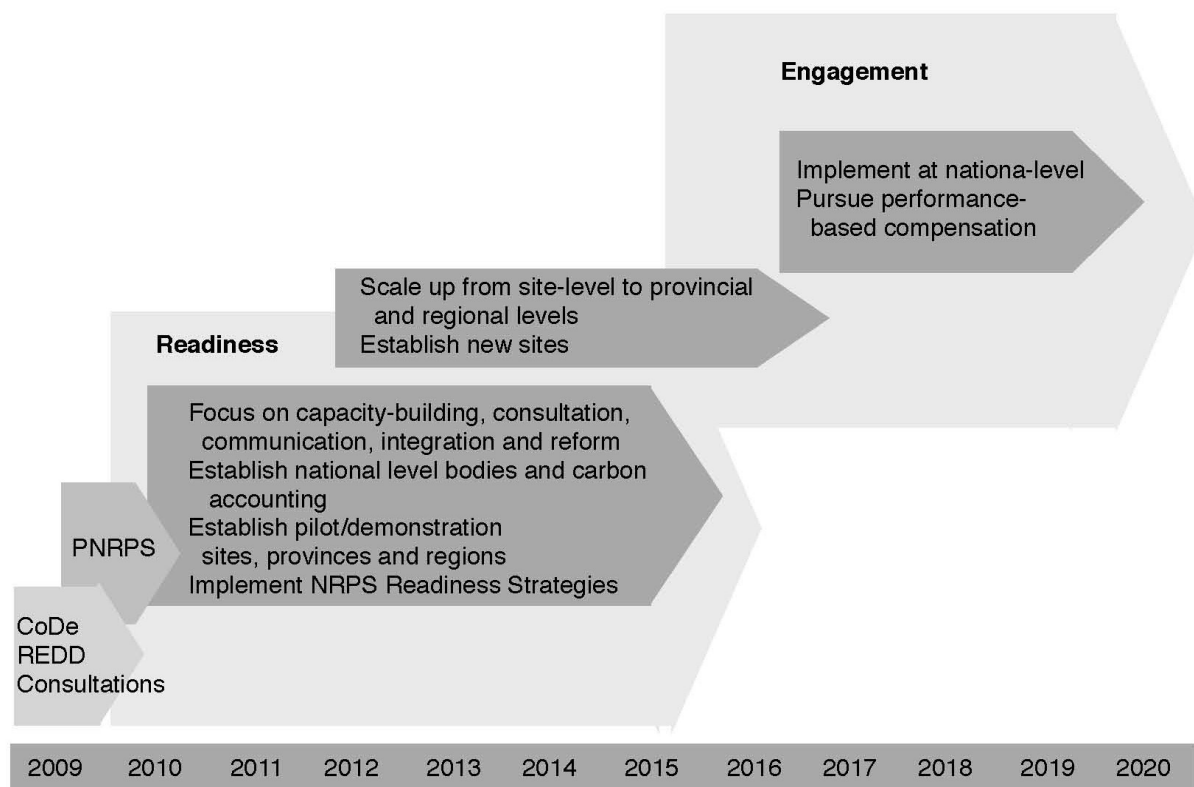 Engagement
Implement at nationa-level
Pursue performance-
based compensation
Scale up from site-level to provincial
and regional levels
Establish new sites
Readiness
Focus on capacity-building, consultation,
communication, integration and reform
Establish national level bodies and carbon
accounting
Establish pilot/demonstration
sites, provinces and regions
Implement NRPS Readiness Strategies
PNRPS
CoDe
REDD
Consultations
2009 2010 2011 2012 2013 2014 2015 2016 2017 2018 2019 2020